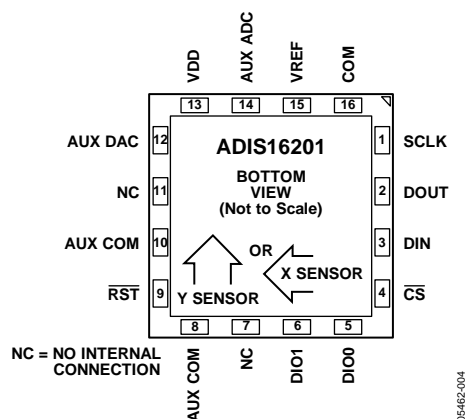 VDD
AUX ADC
VREF
COM
13
14
15
16
AUX DAC
12
ADIS16201
1
SCLK
NC
11
BOTTOM
VIEW
(Not to Scale)
2
DOUT
AUX COM
10
OR
3
DIN
X SENSOR
RST
9
Y SENSOR
4
CS
8
7
6
5
NC = NO INTERNAL
CONNECTION
AUX COM
NC
DIO1
DIO0
05462-004